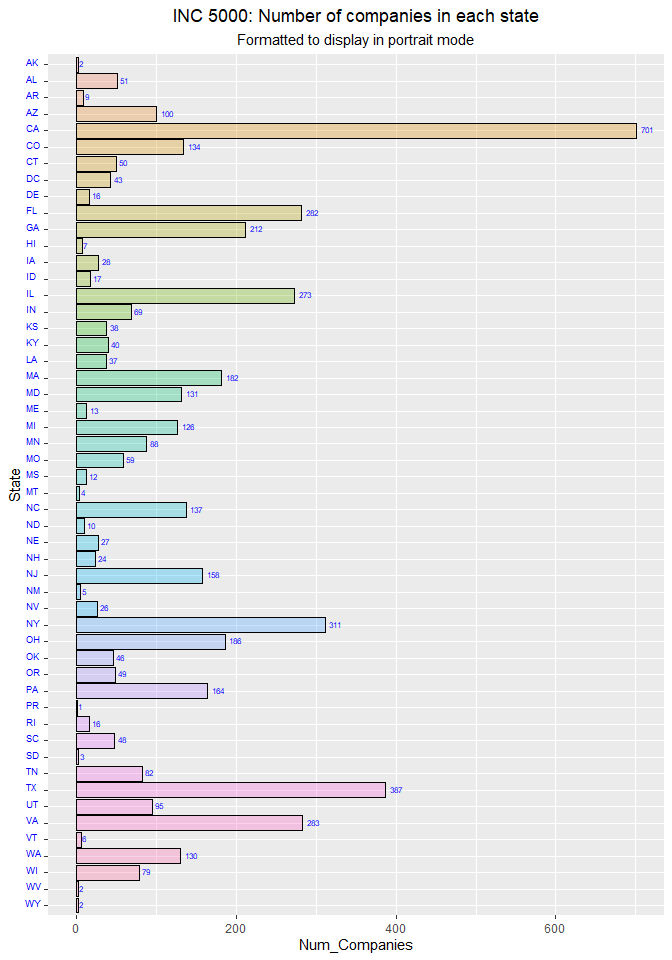 INC 5000: Number of companies in each state
Formatted to display in portrait mode
AK 2
AL 51
AR 9
AZ 100
CA 701
CO 134
CT 50
DC 43
DE 16
FL 282
GA 212
HI 7
IA 28
ID 17
IL 273
IN 69
KS 38
KY 40
LA 37
MA 182
MD 131
ME 13
MI 126
MN 88
MO 59
MS 12
MT 4
NC 137
ND 10
NE 27
NH 24
NJ 158
NM 5
NV 26
NY 311
OH 186
OK 46
OR 49
PA 164
PR 1
RI 16
SC 48
SD 3
TN 82
TX 387
UT 95
VA 283
VT 6
WA 130
WI 79
WV 2
WY 2
State
0 200 400 600
Num_Companies